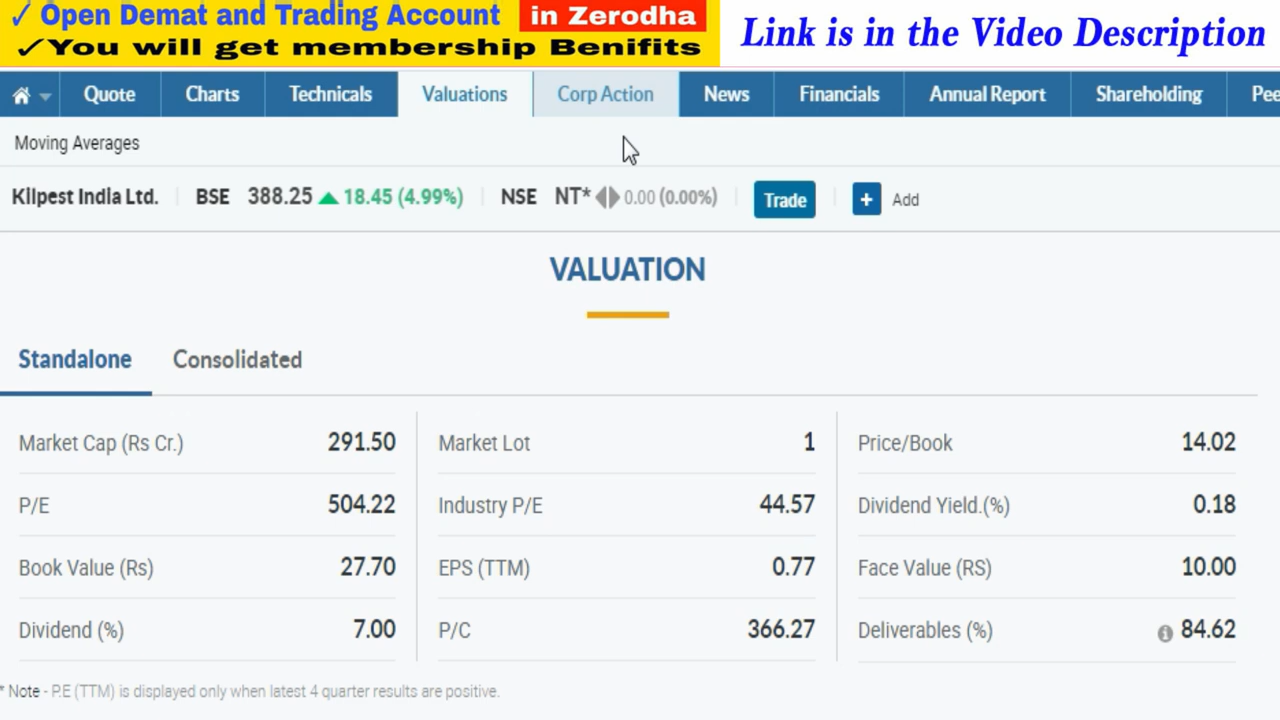 ✓ Open Demat and Trading Account in Zerodha
✓You will get membership Benifits
Link is in the Video Description
Quote Charts Technicals Valuations Corp Action News Financials Annual Report Shareholding Pee
Moving Averages
Kilpest India Ltd. BSE 388.25 18.45 (4.99%) NSE NT* 0.00 (0.00%) Trade + Add
VALUATION
Standalone Consolidated
Market Cap (Rs Cr.) 291.50 Market Lot 1 Price/Book 14.02
P/E 504.22 Industry P/E 44.57 Dividend Yield.(%) 0.18
Book Value (Rs) 27.70 EPS (TTM) 0.77 Face Value (RS) 10.00
Dividend (%) 7.00 P/C 366.27 Deliverables (%) 84.62
* Note - P.E (TTM) is displayed only when latest 4 quarter results are positive.